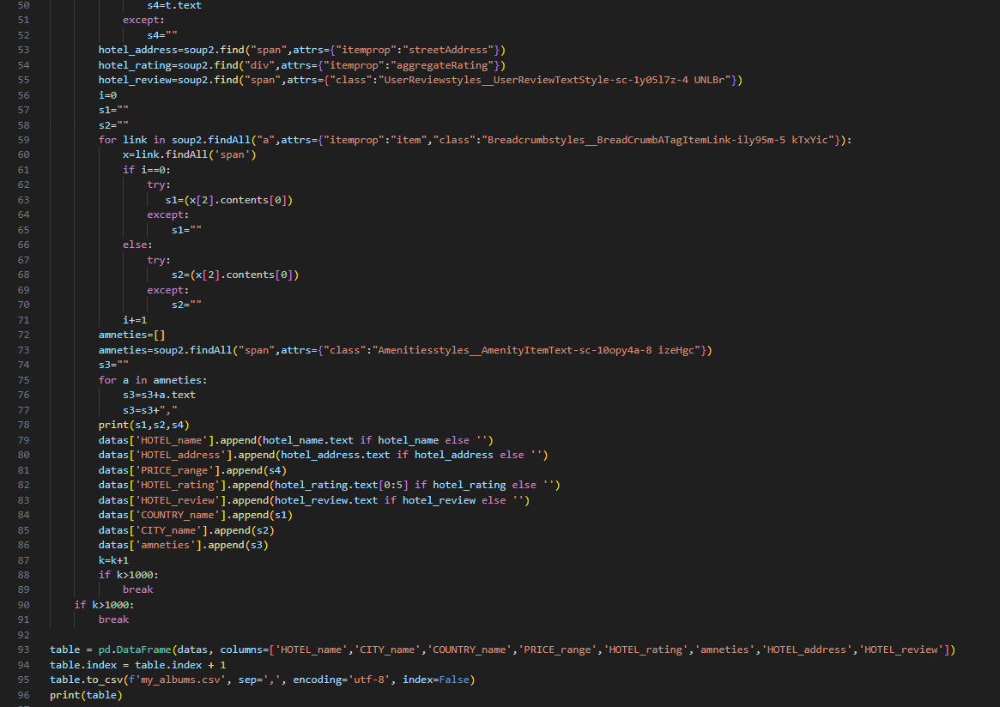 50 s4=t.text
51 except:
52 s4=""
53 hotel_address=soup2.find("span",attrs={"itemprop":"streetAddress"})
54 hotel_rating=soup2.find("div",attrs={"itemprop":"aggregateRating"})
55 hotel_review=soup2.find("span",attrs={"class":"UserReviewstyles__UserReviewTextStyle-sc-1y05l7z-4 UNLBr"})
56 i=0
57 s1=""
58 s2=""
59 for link in soup2.findAll("a",attrs={"itemprop":"item","class":"Breadcrumbstyles__BreadCrumbATagItemLink-ily95m-5 kTxYic"}):
60 x=link.findAll('span')
61 if i==0:
62 try:
63 s1=(x[2].contents[0])
64 except:
65 s1=""
66 else:
67 try:
68 s2=(x[2].contents[0])
69 except:
70 s2=""
71 i+=1
72 amneties=[]
73 amneties=soup2.findAll("span",attrs={"class":"Amenitiesstyles__AmenityItemText-sc-10opy4a-8 izeHgc"})
74 s3=""
75 for a in amneties:
76 s3=s3+a.text
77 s3=s3+","
78 print(s1,s2,s4)
79 datas['HOTEL_name'].append(hotel_name.text if hotel_name else '')
80 datas['HOTEL_address'].append(hotel_address.text if hotel_address else '')
81 datas['PRICE_range'].append(s4)
82 datas['HOTEL_rating'].append(hotel_rating.text[0:5] if hotel_rating else '')
83 datas['HOTEL_review'].append(hotel_review.text if hotel_review else '')
84 datas['COUNTRY_name'].append(s1)
85 datas['CITY_name'].append(s2)
86 datas['amneties'].append(s3)
87 k=k+1
88 if k>1000:
89 break
90 if k>1000:
91 break
92
93 table = pd.DataFrame(datas, columns=['HOTEL_name','CITY_name','COUNTRY_name','PRICE_range','HOTEL_rating','amneties','HOTEL_address','HOTEL_review'])
94 table.index = table.index + 1
95 table.to_csv(f'my_albums.csv', sep=',', encoding='utf-8', index=False)
96 print(table)